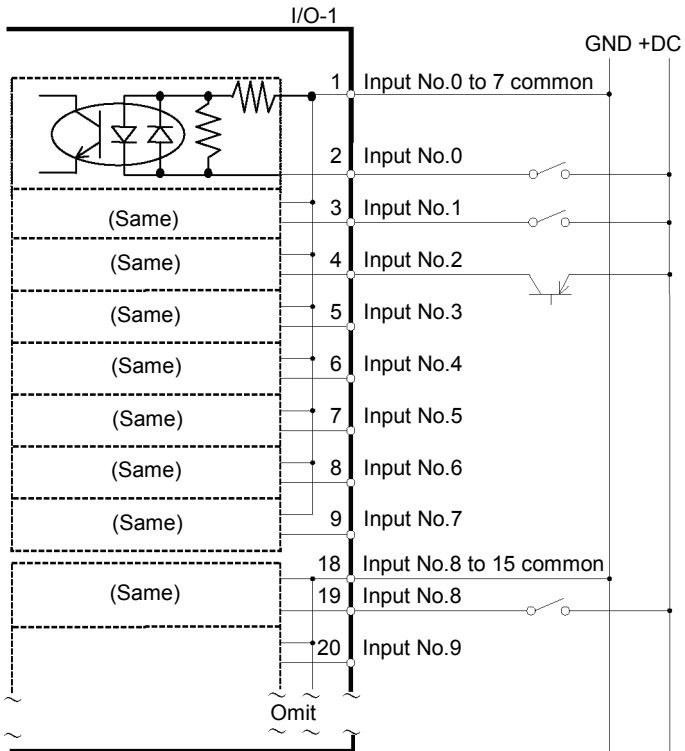 I/O-1
GND +DC
1 Input No.0 to 7 common
2 Input No.0
(Same) 3 Input No.1
(Same) 4 Input No.2
(Same) 5 Input No.3
(Same) 6 Input No.4
(Same) 7 Input No.5
(Same) 8 Input No.6
(Same) 9 Input No.7
18 Input No.8 to 15 common
(Same) 19 Input No.8
20 Input No.9
Omit